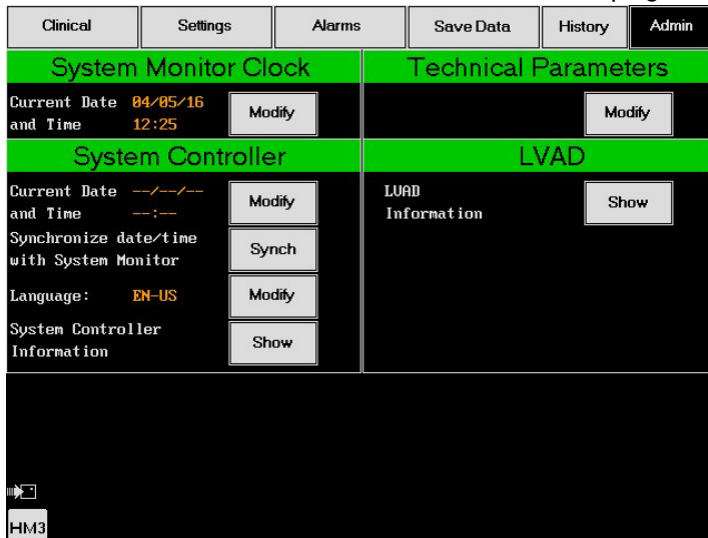 Clinical Settings Alarms Save Data History Admin
System Monitor Clock
Current Date 04/05/16
and Time 12:25
Modify
Technical Parameters
Modify
System Controller
Current Date --/--/--
and Time --:--
Modify
Synchronize date/time
with System Monitor
Synch
Language: EN-US
Modify
System Controller
Information
Show
LVAD
LVAD
Information
Show
HM3